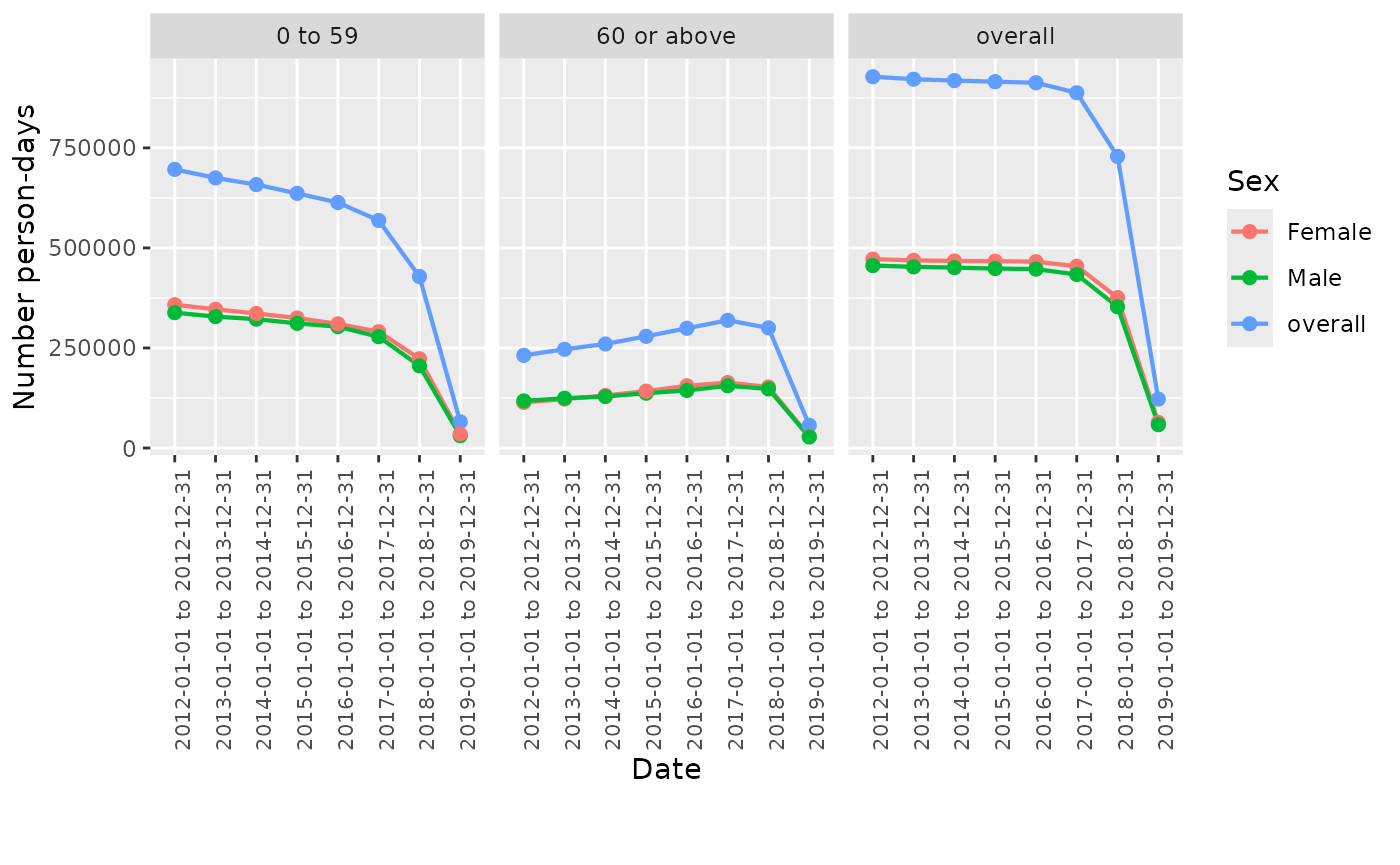 0 to 59
60 or above
overall
Number person-days
750000
500000
250000
0
2012-01-01 to 2012-12-31
2013-01-01 to 2013-12-31
2014-01-01 to 2014-12-31
2015-01-01 to 2015-12-31
2016-01-01 to 2016-12-31
2017-01-01 to 2017-12-31
2018-01-01 to 2018-12-31
2019-01-01 to 2019-12-31
2012-01-01 to 2012-12-31
2013-01-01 to 2013-12-31
2014-01-01 to 2014-12-31
2015-01-01 to 2015-12-31
2016-01-01 to 2016-12-31
2017-01-01 to 2017-12-31
2018-01-01 to 2018-12-31
2019-01-01 to 2019-12-31
2012-01-01 to 2012-12-31
2013-01-01 to 2013-12-31
2014-01-01 to 2014-12-31
2015-01-01 to 2015-12-31
2016-01-01 to 2016-12-31
2017-01-01 to 2017-12-31
2018-01-01 to 2018-12-31
2019-01-01 to 2019-12-31
Date
Sex
Female
Male
overall